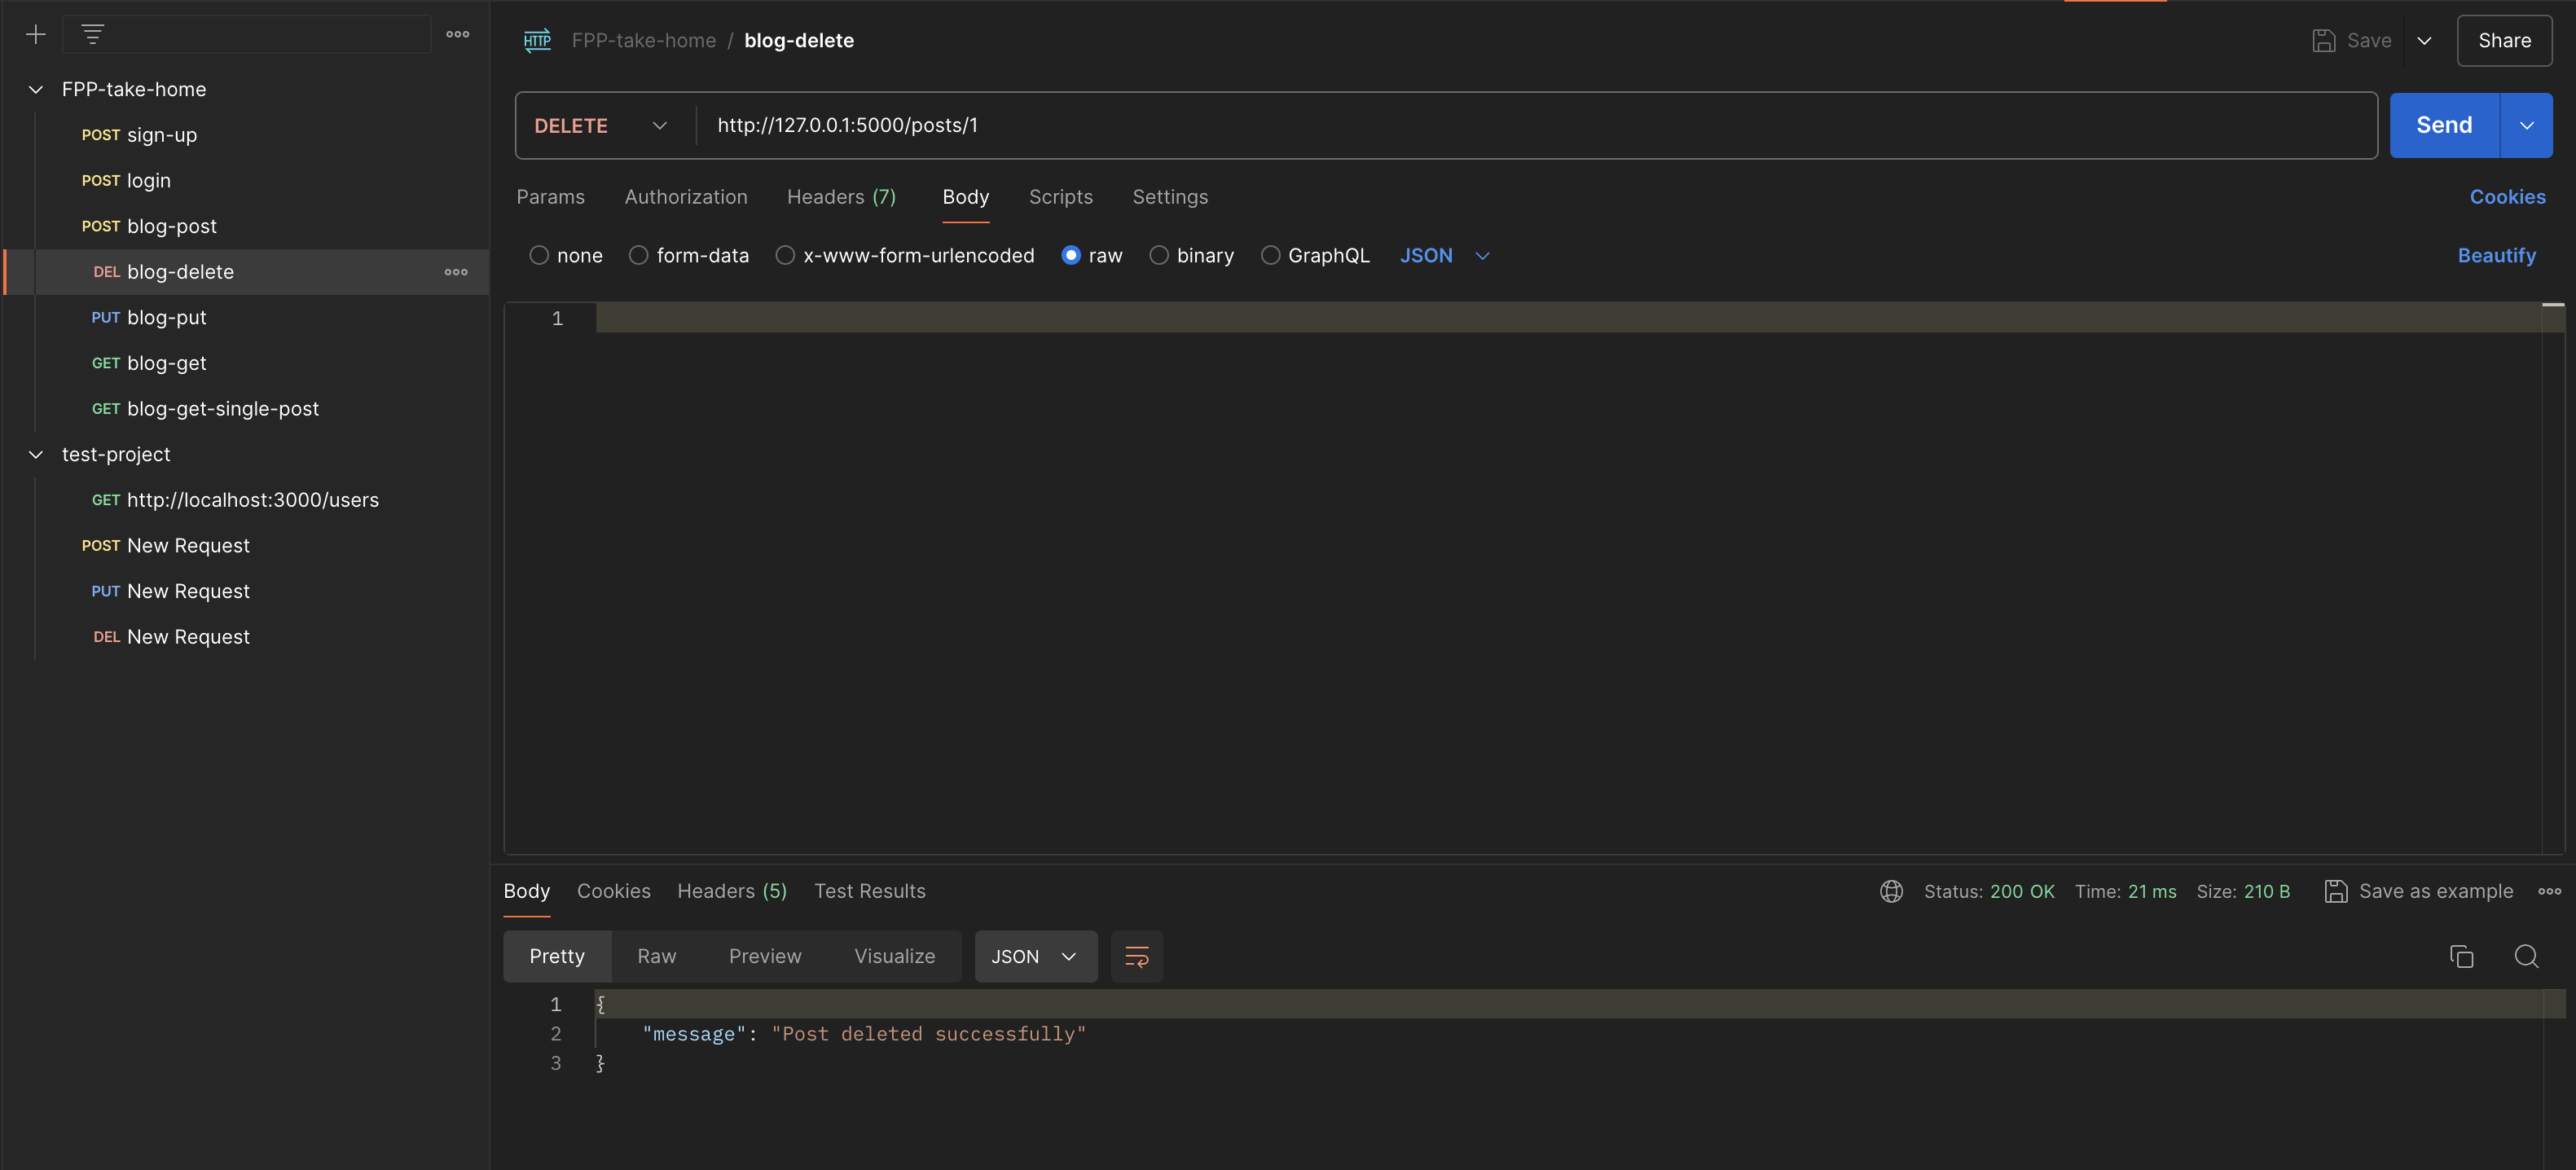 FPP-take-home
POST sign-up
POST login
POST blog-post
DEL blog-delete
PUT blog-put
GET blog-get
GET blog-get-single-post
test-project
GET http://localhost:3000/users
POST New Request
PUT New Request
DEL New Request
HTTP FPP-take-home / blog-delete
Save
Share
DELETE http://127.0.0.1:5000/posts/1
Send
Params Authorization Headers (7) Body Scripts Settings Cookies
none form-data x-www-form-urlencoded raw binary GraphQL JSON Beautify
1
Body Cookies Headers (5) Test Results Status: 200 OK Time: 21 ms Size: 210 B Save as example
Pretty Raw Preview Visualize JSON
1 {
2 "message": "Post deleted successfully"
3 }